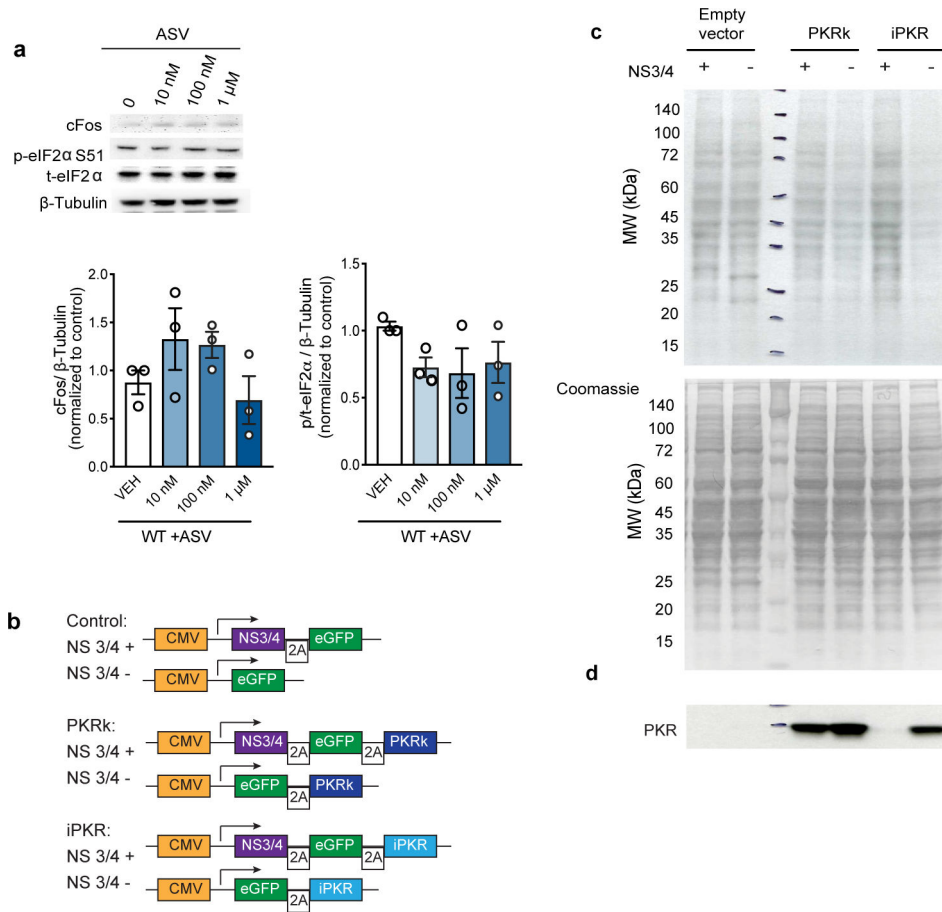 a
ASV
0
10 nM
100 nM
1 µM
cFos
p-eIF2α S51
t-eIF2 α
β-Tubulin
cFos/ β-Tubulin
(normalized to control)
2.0
1.5
1.0
0.5
0.0
VEH
10 nM
100 nM
1 µM
WT +ASV
p/t-eIF2α / β-Tubulin
(normalized to control)
1.5
1.0
0.5
0.0
VEH
10 nM
100 nM
1 µM
WT +ASV
b
Control:
NS 3/4 +
CMV NS3/4 2A eGFP
NS 3/4 -
CMV eGFP
PKRk:
NS 3/4 +
CMV NS3/4 2A eGFP 2A PKRk
NS 3/4 -
CMV eGFP 2A PKRk
iPKR:
NS 3/4 +
CMV NS3/4 2A eGFP 2A iPKR
NS 3/4 -
CMV eGFP 2A iPKR
c
Empty
vector
PKRk
iPKR
NS3/4 + - + - + -
MW (kDa)
140
100
72
60
45
35
25
20
15
Coomassie
MW (kDa)
140
100
72
60
45
35
25
20
15
d
PKR